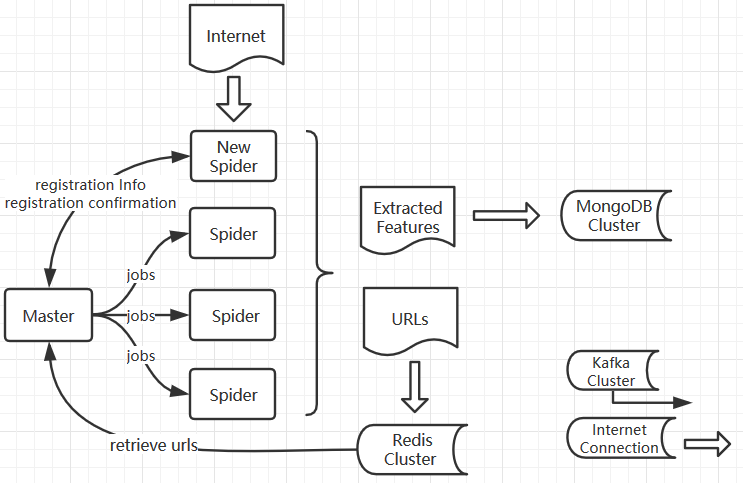 Internet
New
Spider
registration Info
registration confirmation
Spider
jobs
Master
jobs
Spider
jobs
Spider
retrieve urls
Extracted
Features
MongoDB
Cluster
URLs
Redis
Cluster
Kafka
Cluster
Internet
Connection